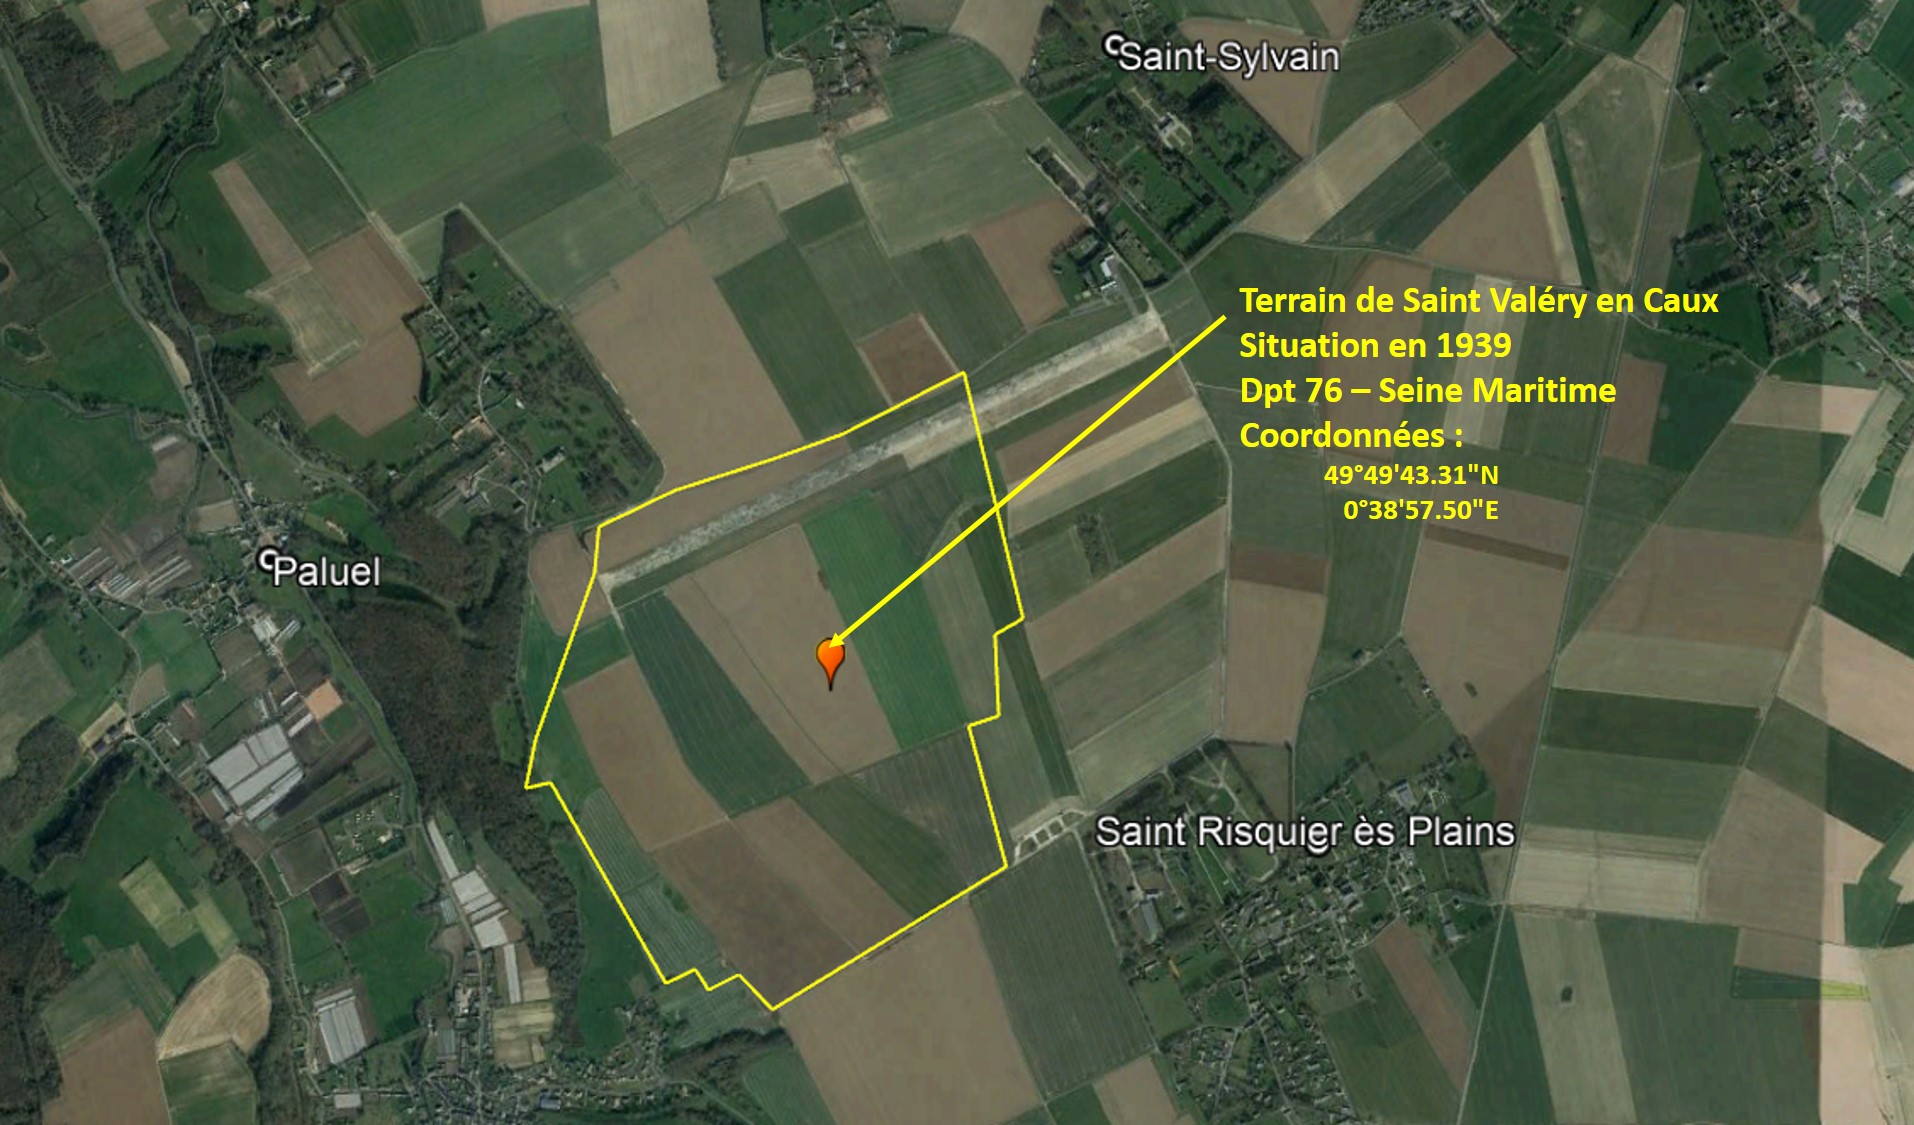 Saint-Sylvain
Terrain de Saint Valéry en Caux
Situation en 1939
Dpt 76 – Seine Maritime
Coordonnées :
49°49'43.31"N
0°38'57.50"E
Paluel
Saint Risquier ès Plains